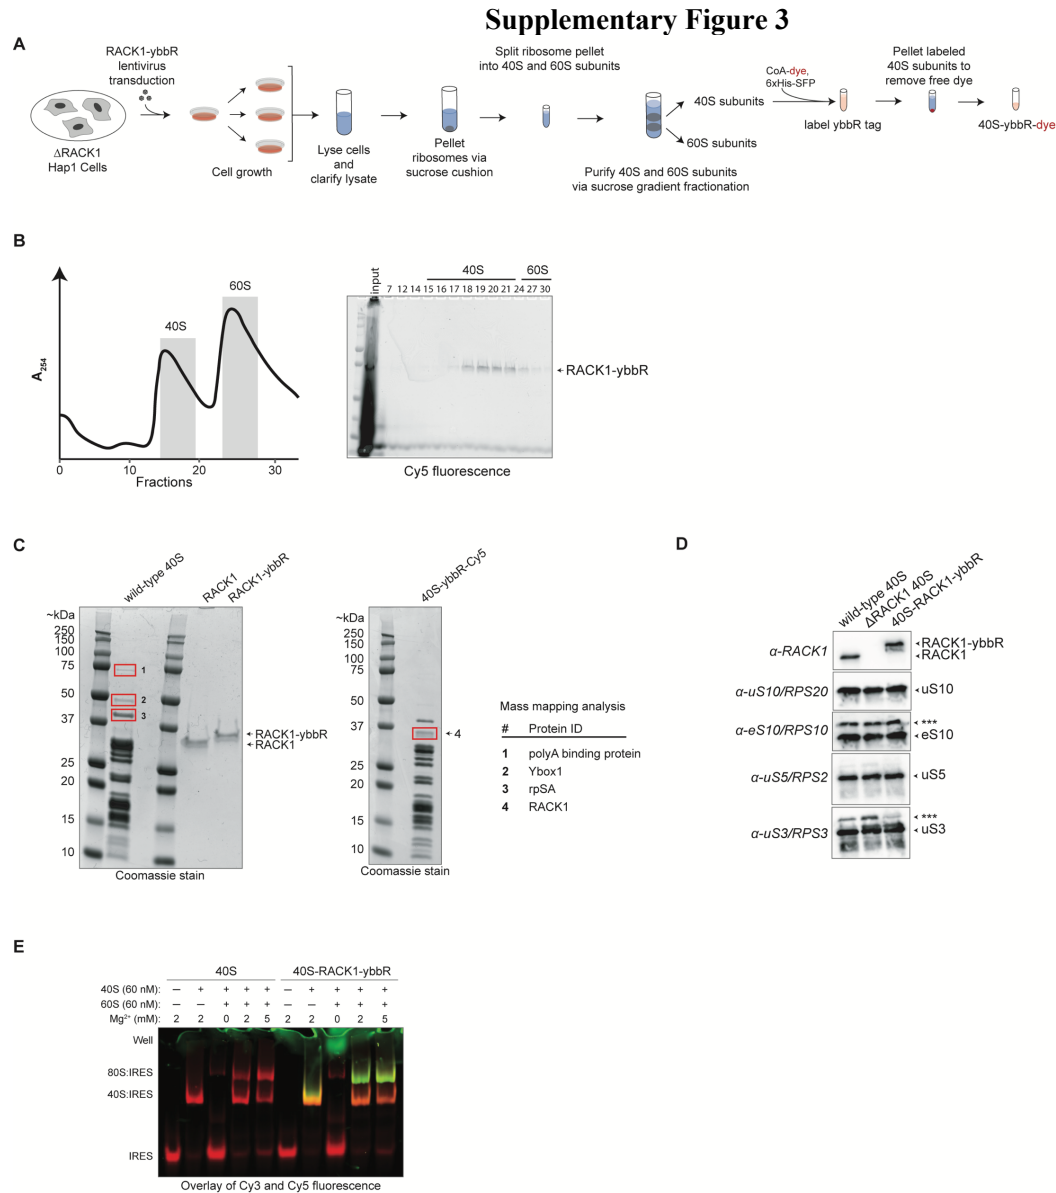 Supplementary Figure 3
A
RACK1-ybbR
lentivirus
transduction
ΔRACK1
Hap1 Cells
Cell growth
Lyse cells
and
clarify lysate
Pellet
ribosomes via
sucrose cushion
Split ribosome pellet
into 40S and 60S subunits
40S subunits
60S subunits
Purify 40S and 60S subunits
via sucrose gradient fractionation
CoA-dye,
6xHis-SFP
label ybbR tag
Pellet labeled
40S subunits to
remove free dye
40S-ybbR-dye
B
A254
40S
60S
0 10 20 30
Fractions
input
40S 60S
7 12 14 15 16 17 18 19 20 21 24 27 30
RACK1-ybbR
Cy5 fluorescence
C
wild-type 40S
RACK1
RACK1-ybbR
~kDa
250
150
100
75
50
37
25
20
15
10
1
2
3
RACK1-ybbR
RACK1
Coomassie stain
40S-ybbR-Cy5
~kDa
250
150
100
75
50
37
25
20
15
10
4
Coomassie stain
Mass mapping analysis
# Protein ID
1 polyA binding protein
2 Ybox1
3 rpSA
4 RACK1
D
wild-type 40S
ΔRACK1 40S
40S-RACK1-ybbR
α-RACK1
RACK1-ybbR
RACK1
α-uS10/RPS20 uS10
α-eS10/RPS10
***
eS10
α-uS5/RPS2 uS5
α-uS3/RPS3
***
uS3
E
40S 40S-RACK1-ybbR
40S (60 nM): – + + + + – + + + +
60S (60 nM): – – + + + – – + + +
Mg2+ (mM): 2 2 0 2 5 2 2 0 2 5
Well
80S:IRES
40S:IRES
IRES
Overlay of Cy3 and Cy5 fluorescence